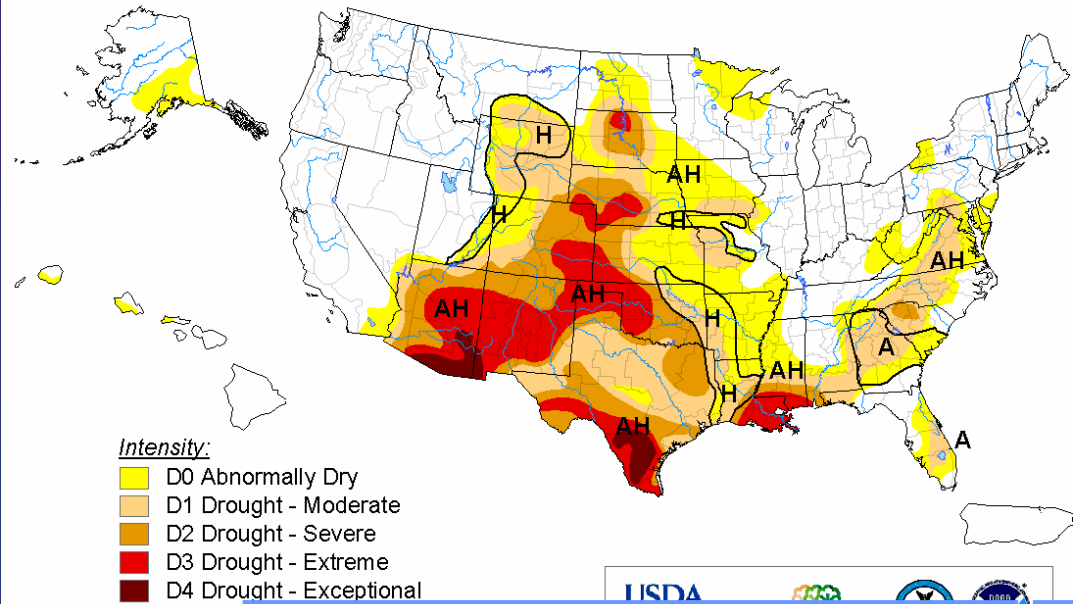 H
AH
H
H
AH
AH
AH
H
A
AH
H
AH
A
Intensity:
D0 Abnormally Dry
D1 Drought - Moderate
D2 Drought - Severe
D3 Drought - Extreme
D4 Drought - Exceptional
USDA